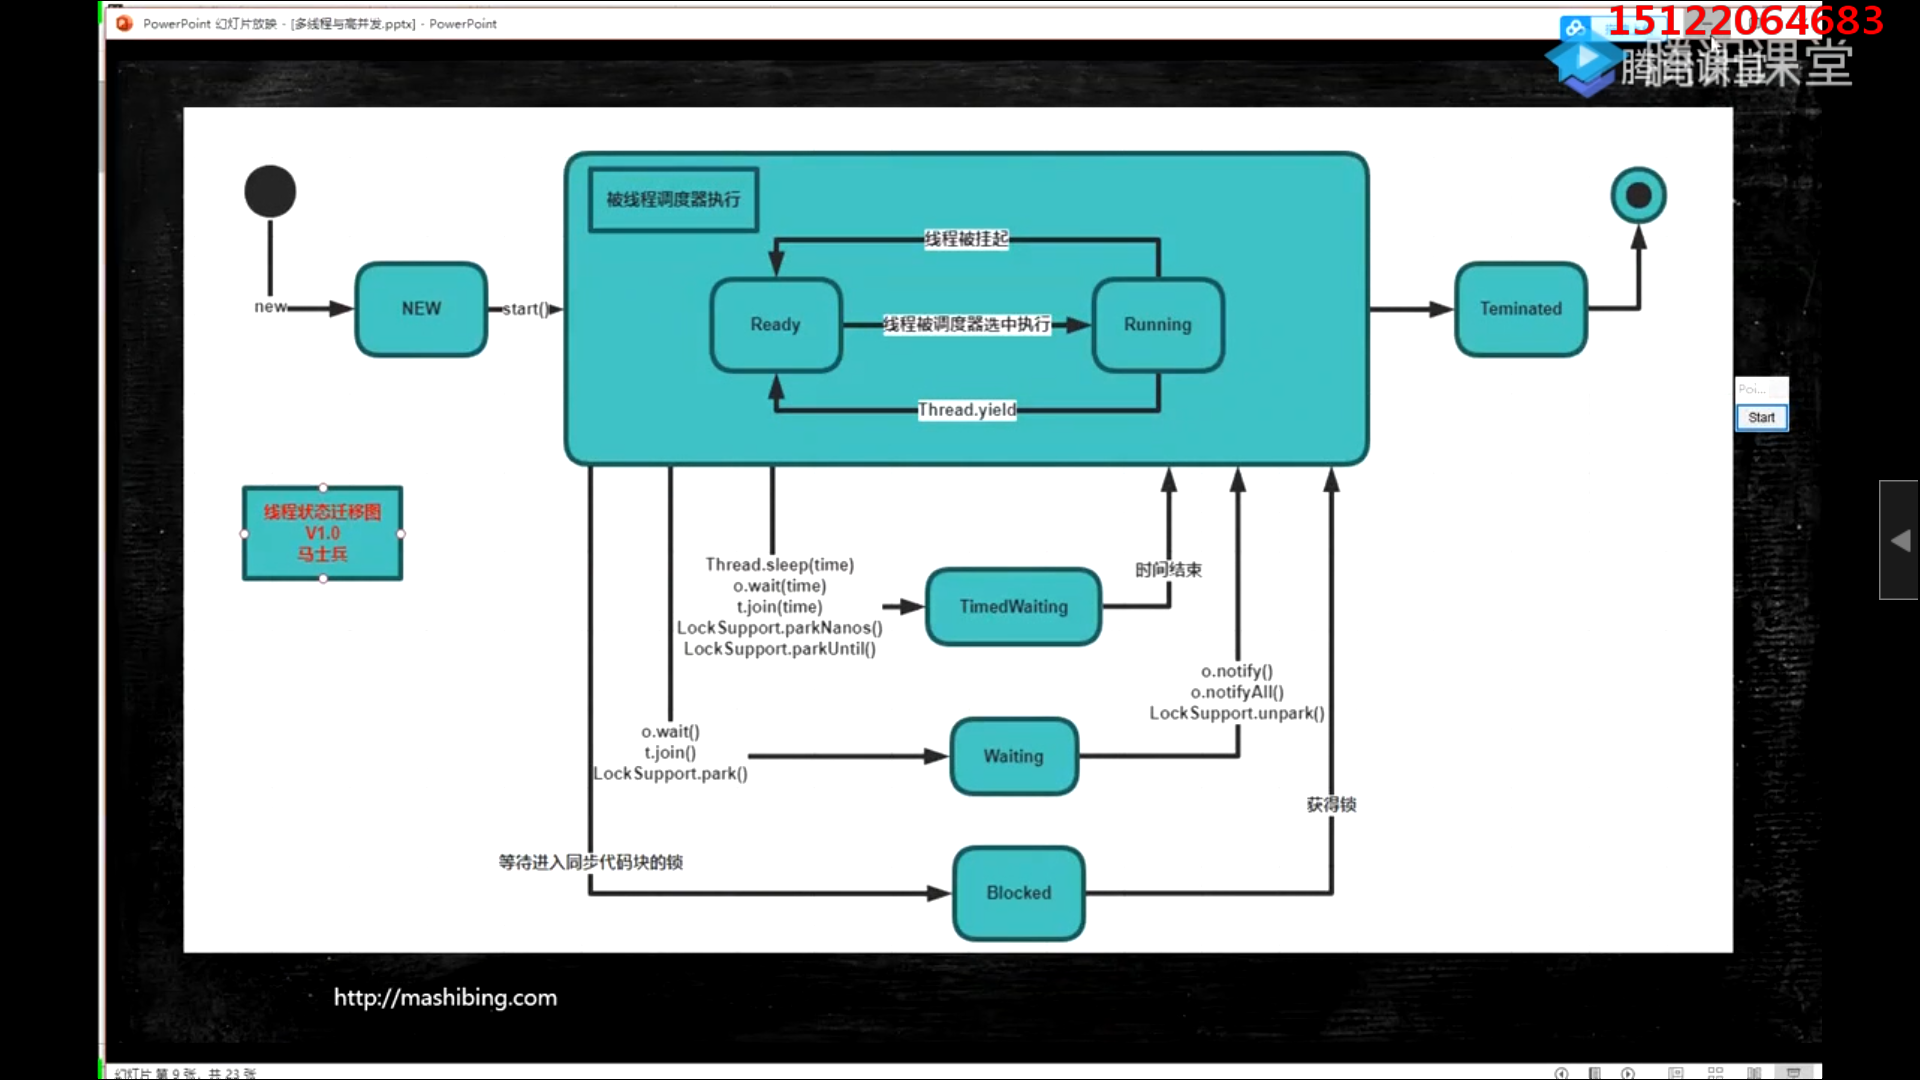 PowerPoint 幻灯片放映 - [多线程与高并发.pptx] - PowerPoint
15122064683
腾讯课堂
被线程调度器执行
线程被挂起
new
NEW
start()
Ready
线程被调度器选中执行
Running
Teminated
Thread.yield
Poi...
Start
线程状态迁移图
V1.0
马士兵
Thread.sleep(time)
o.wait(time)
t.join(time)
LockSupport.parkNanos()
LockSupport.parkUntil()
TimedWaiting
时间结束
o.wait()
t.join()
LockSupport.park()
Waiting
o.notify()
o.notifyAll()
LockSupport.unpark()
获得锁
等待进入同步代码块的锁
Blocked
http://mashibing.com
幻灯片 第 9 张，共 23 张